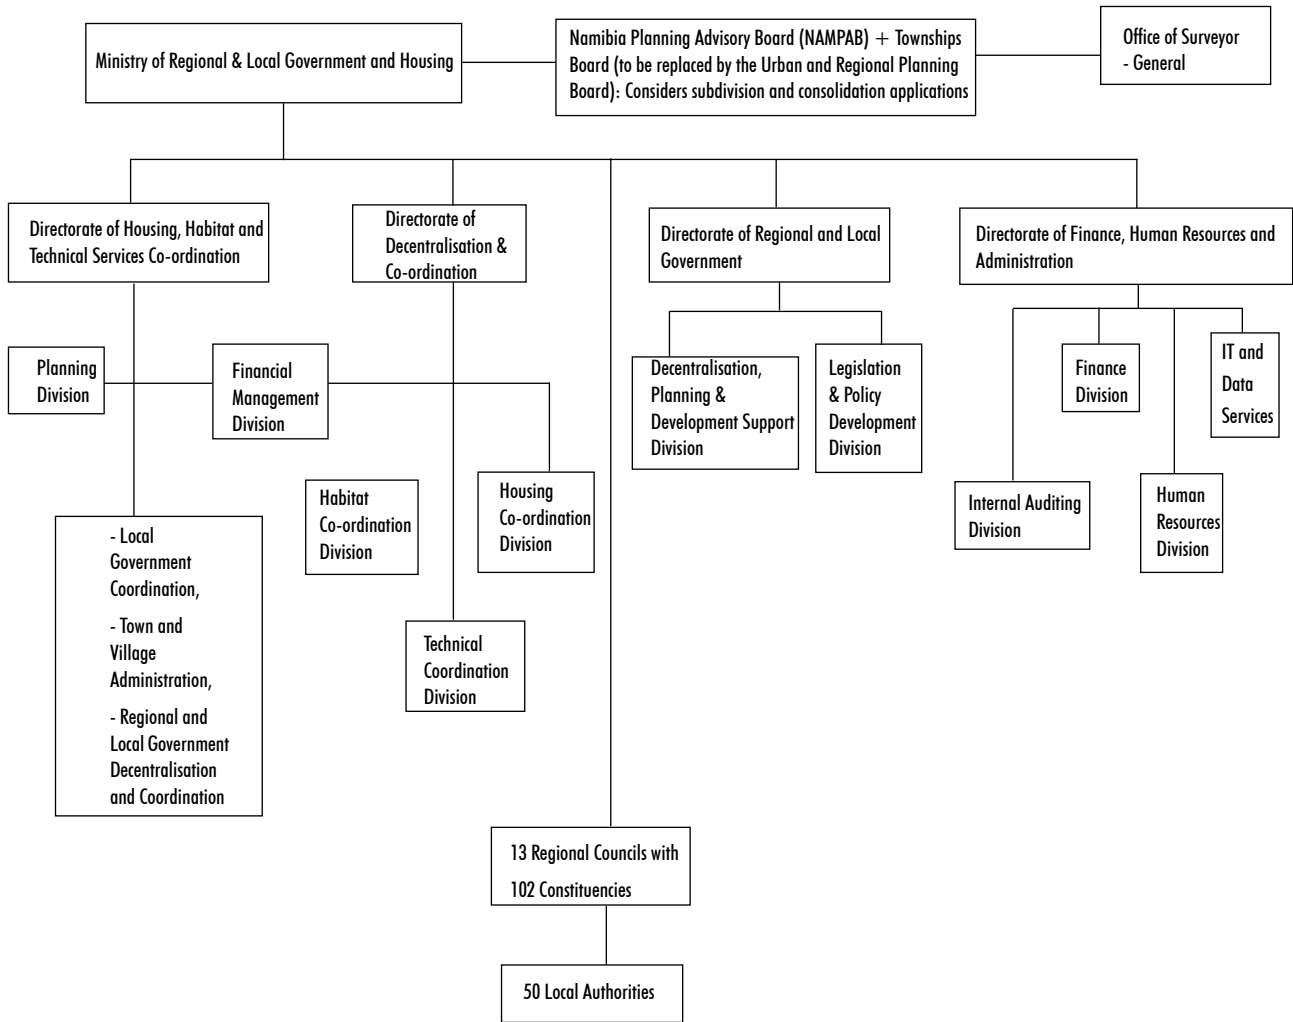 Ministry of Regional & Local Government and Housing
Namibia Planning Advisory Board (NAMPAB) + Townships
Board (to be replaced by the Urban and Regional Planning
Board): Considers subdivision and consolidation applications
Office of Surveyor
- General
Directorate of Housing, Habitat and
Technical Services Co-ordination
Directorate of
Decentralisation &
Co-ordination
Directorate of Regional and Local
Government
Directorate of Finance, Human Resources and
Administration
Planning
Division
Financial
Management
Division
Decentralisation,
Planning &
Development Support
Division
Legislation
& Policy
Development
Division
Finance
Division
IT and
Data
Services
Habitat
Co-ordination
Division
Housing
Co-ordination
Division
Internal Auditing
Division
Human
Resources
Division
- Local
Government
Coordination,
- Town and
Village
Administration,
- Regional and
Local Government
Decentralisation
and Coordination
Technical
Coordination
Division
13 Regional Councils with
102 Constituencies
50 Local Authorities